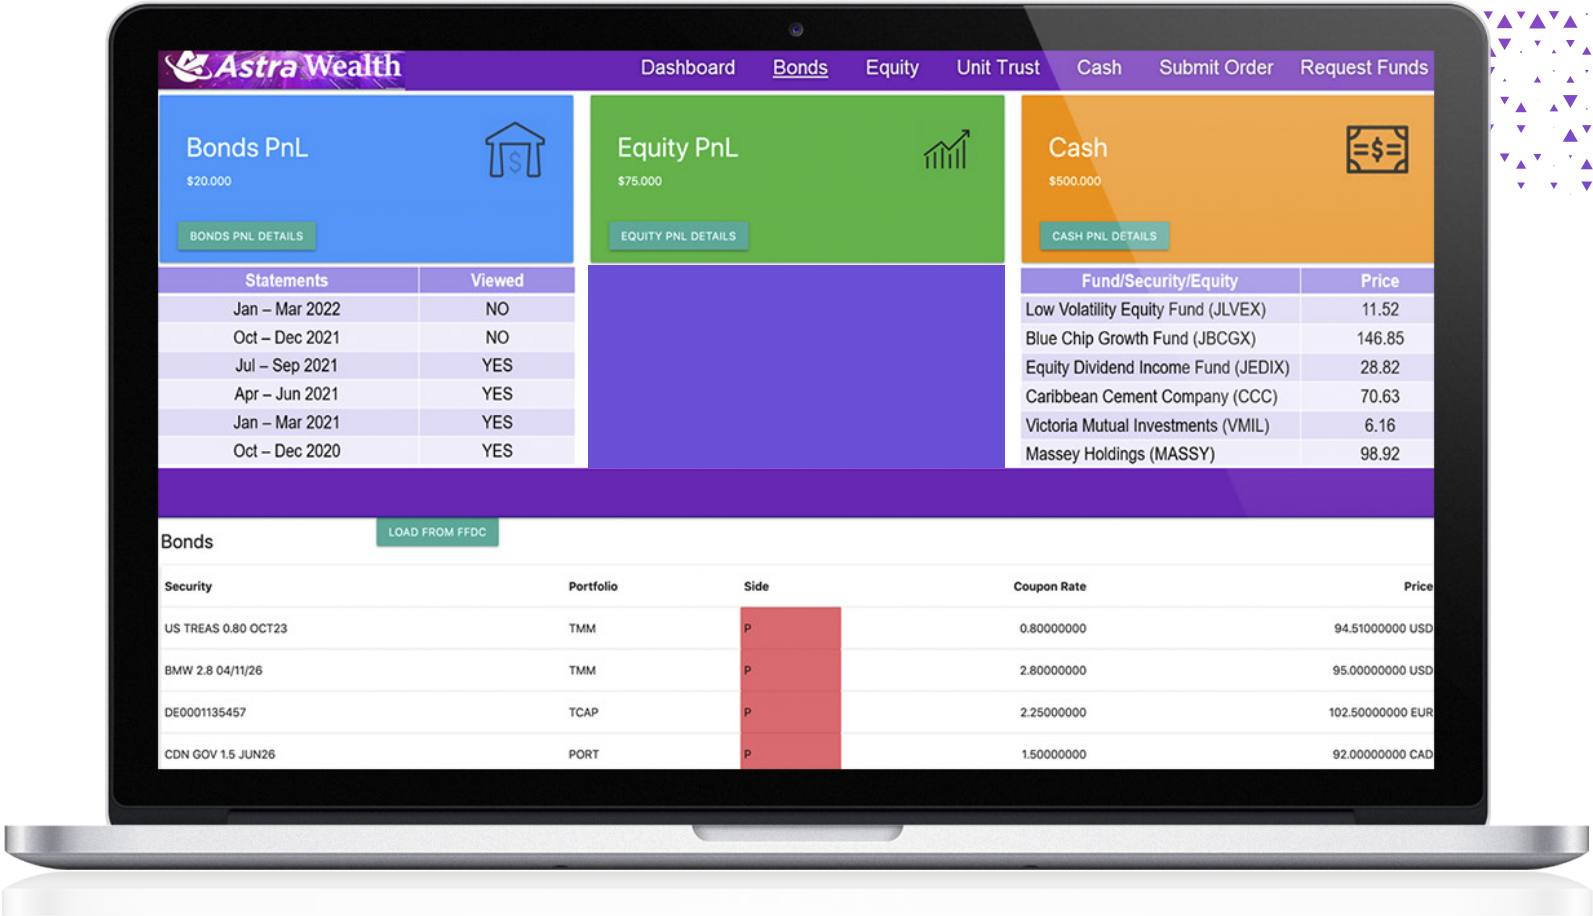 Astra Wealth
Dashboard Bonds Equity Unit Trust Cash Submit Order Request Funds
Bonds PnL
$20.000
BONDS PNL DETAILS
Equity PnL
$75.000
EQUITY PNL DETAILS
Cash
$500.000
CASH PNL DETAILS
Statements Viewed
Jan – Mar 2022 NO
Oct – Dec 2021 NO
Jul – Sep 2021 YES
Apr – Jun 2021 YES
Jan – Mar 2021 YES
Oct – Dec 2020 YES
Fund/Security/Equity Price
Low Volatility Equity Fund (JLVEX) 11.52
Blue Chip Growth Fund (JBCGX) 146.85
Equity Dividend Income Fund (JEDIX) 28.82
Caribbean Cement Company (CCC) 70.63
Victoria Mutual Investments (VMIL) 6.16
Massey Holdings (MASSY) 98.92
Bonds
LOAD FROM FFDC
Security Portfolio Side Coupon Rate Price
US TREAS 0.80 OCT23 TMM P 0.80000000 94.51000000 USD
BMW 2.8 04/11/26 TMM P 2.80000000 95.00000000 USD
DE0001135457 TCAP P 2.25000000 102.50000000 EUR
CDN GOV 1.5 JUN26 PORT P 1.50000000 92.00000000 CAD